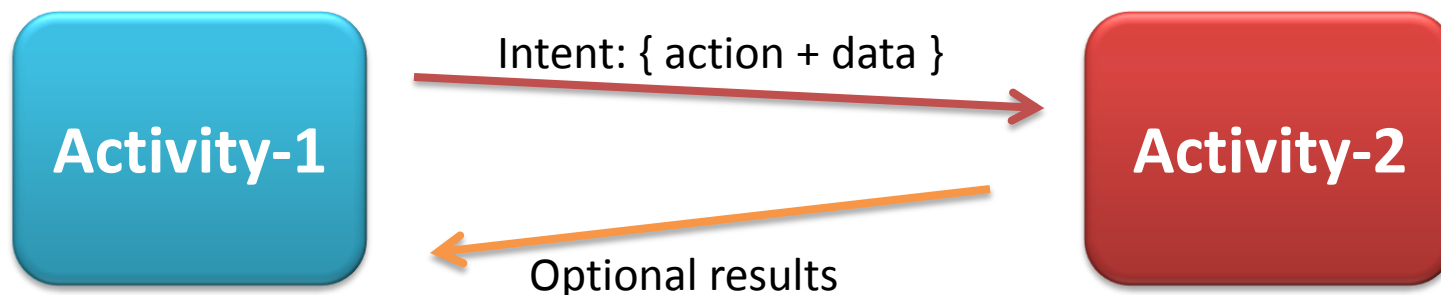 Intent: { action + data }
Activity-1
Activity-2
Optional results